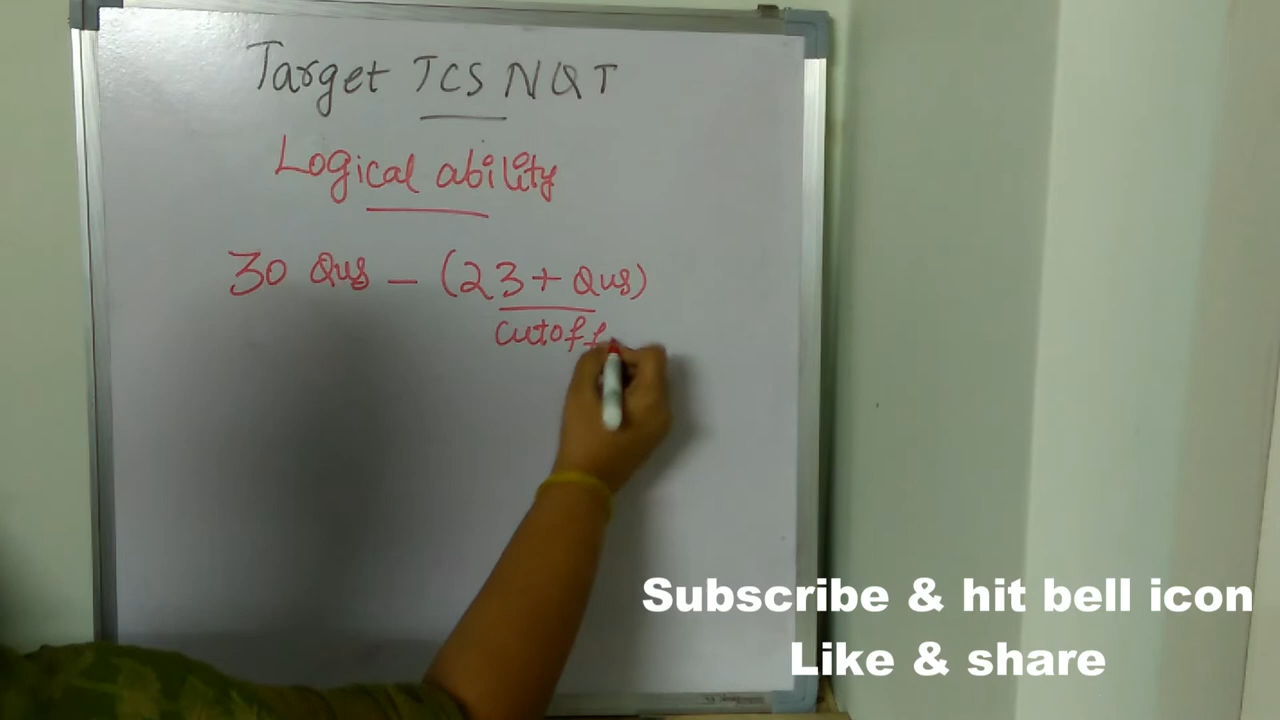 Target TCS NQT
Logical ability
30 Qus - (23 + Qus)
Cutoff
Subscribe & hit bell icon
Like & share